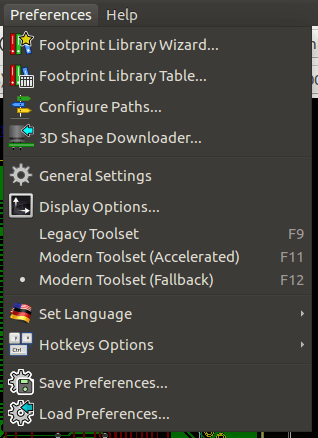 Preferences Help
Footprint Library Wizard...
Footprint Library Table...
Configure Paths...
3D Shape Downloader...
General Settings
Display Options...
Legacy Toolset F9
Modern Toolset (Accelerated) F11
Modern Toolset (Fallback) F12
Set Language
Hotkeys Options
Save Preferences...
Load Preferences...